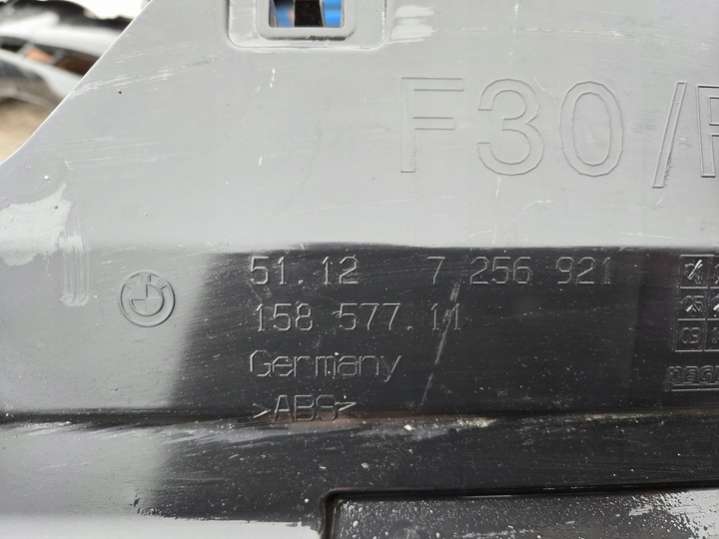 F30/F
51.12 7 256 921
158 577.11
Germany
>ABS<